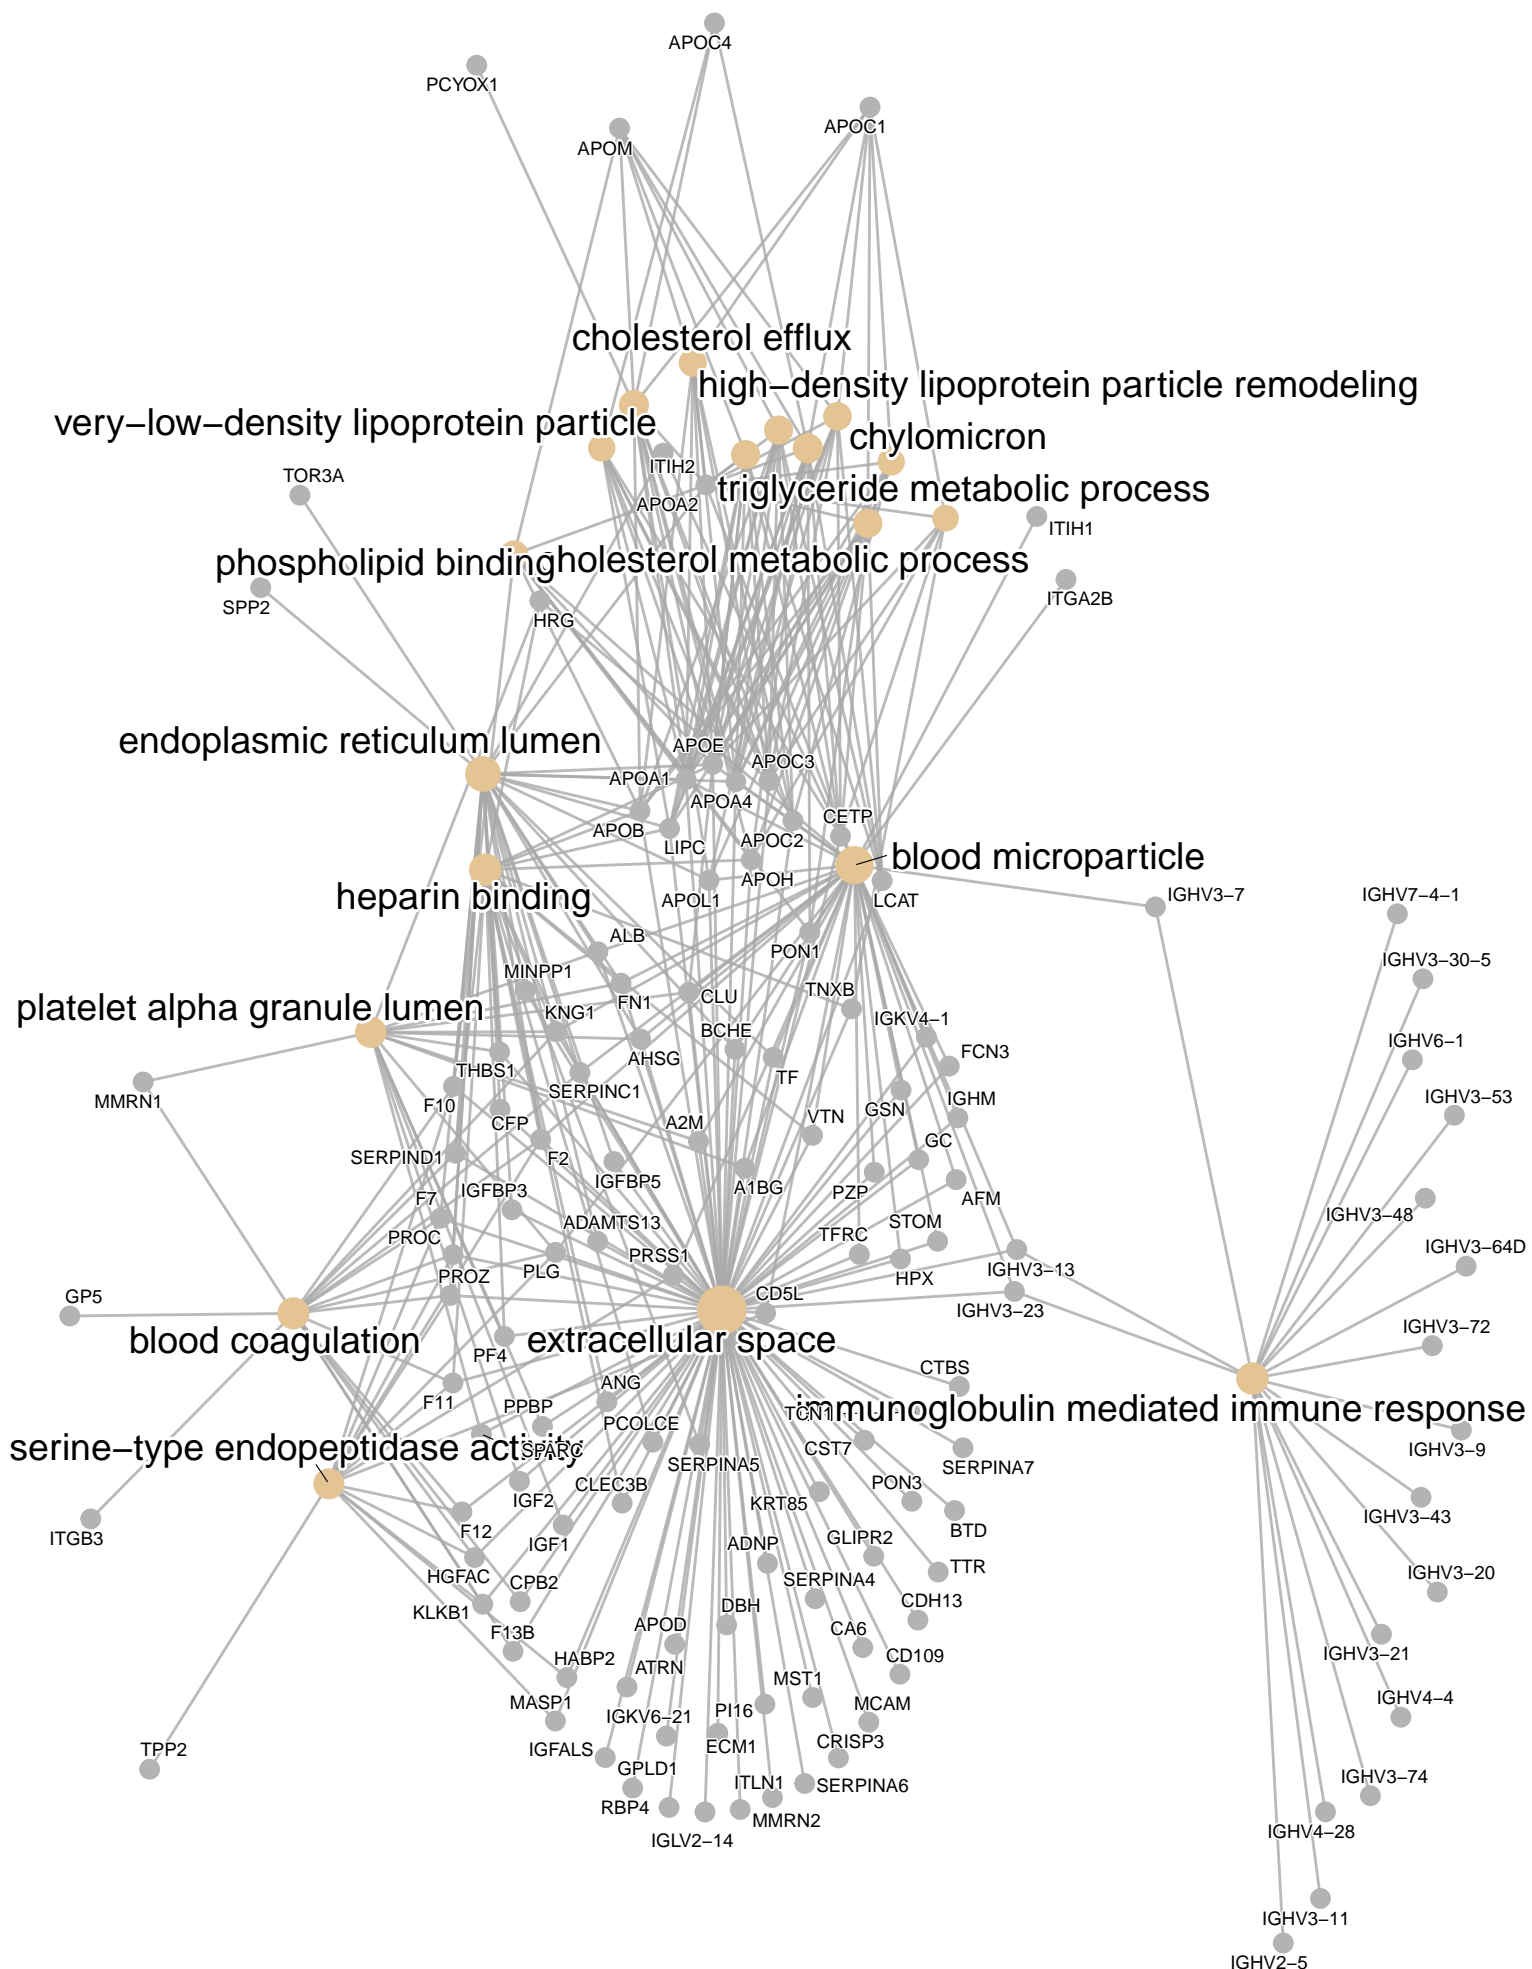 APOC4
PCYOX1
APOC1
APOM
cholesterol efflux
high−density lipoprotein particle remodeling
very−low−density lipoprotein particle
chylomicron
ITIH2
TOR3A
triglyceride metabolic process
APOA2
ITIH1
phospholipid binding
cholesterol metabolic process
ITGA2B
SPP2
HRG
endoplasmic reticulum lumen
APOE
APOC3
APOA1
APOA4
CETP
APOB
APOC2
LIPC
blood microparticle
APOH
heparin binding
APOL1
LCAT
IGHV3−7
IGHV7−4−1
ALB
PON1
IGHV3−30−5
MINPP1
TNXB
CLU
FN1
platelet alpha granule lumen
KNG1
IGKV4−1
BCHE
IGHV6−1
FCN3
AHSG
THBS1
TF
SERPINC1
IGHV3−53
IGHM
MMRN1
F10
GSN
VTN
CFP
A2M
GC
SERPIND1
F2
IGFBP5
A1BG
IGFBP3
PZP
F7
AFM
IGHV3−48
ADAMTS13
STOM
PROC
TFRC
IGHV3−64D
PRSS1
PLG
IGHV3−13
PROZ
HPX
CD5L
GP5
IGHV3−23
IGHV3−72
blood coagulation
extracellular space
PF4
CTBS
ANG
F11
PPBP
TCN1
immunoglobulin mediated immune response
PCOLCE
serine−type endopeptidase activity
SPARC
CST7
IGHV3−9
SERPINA5
SERPINA7
CLEC3B
PON3
IGF2
KRT85
IGHV3−43
ITGB3
F12
BTD
GLIPR2
IGF1
ADNP
TTR
HGFAC
IGHV3−20
CPB2
SERPINA4
CDH13
KLKB1
DBH
APOD
CA6
F13B
IGHV3−21
CD109
HABP2
ATRN
MST1
IGHV4−4
MASP1
MCAM
PI16
IGKV6−21
CRISP3
ECM1
TPP2
IGFALS
GPLD1
IGHV3−74
ITLN1
SERPINA6
RBP4
MMRN2
IGHV4−28
IGLV2−14
IGHV3−11
IGHV2−5